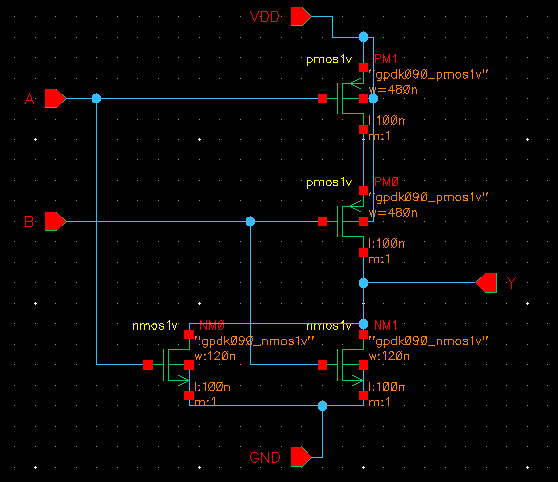 VDD
pmos1v PM1
"gpdk090_pmos1v"
w=480n
A
l:100n
m:1
pmos1v PM0
"gpdk090_pmos1v"
w=480n
B
l:100n
m:1
Y
nmos1v NM0 nmos1v NM1
"gpdk090_nmos1v" "gpdk090_nmos1v"
w:120n w:120n
l:100n l:100n
m:1 m:1
GND